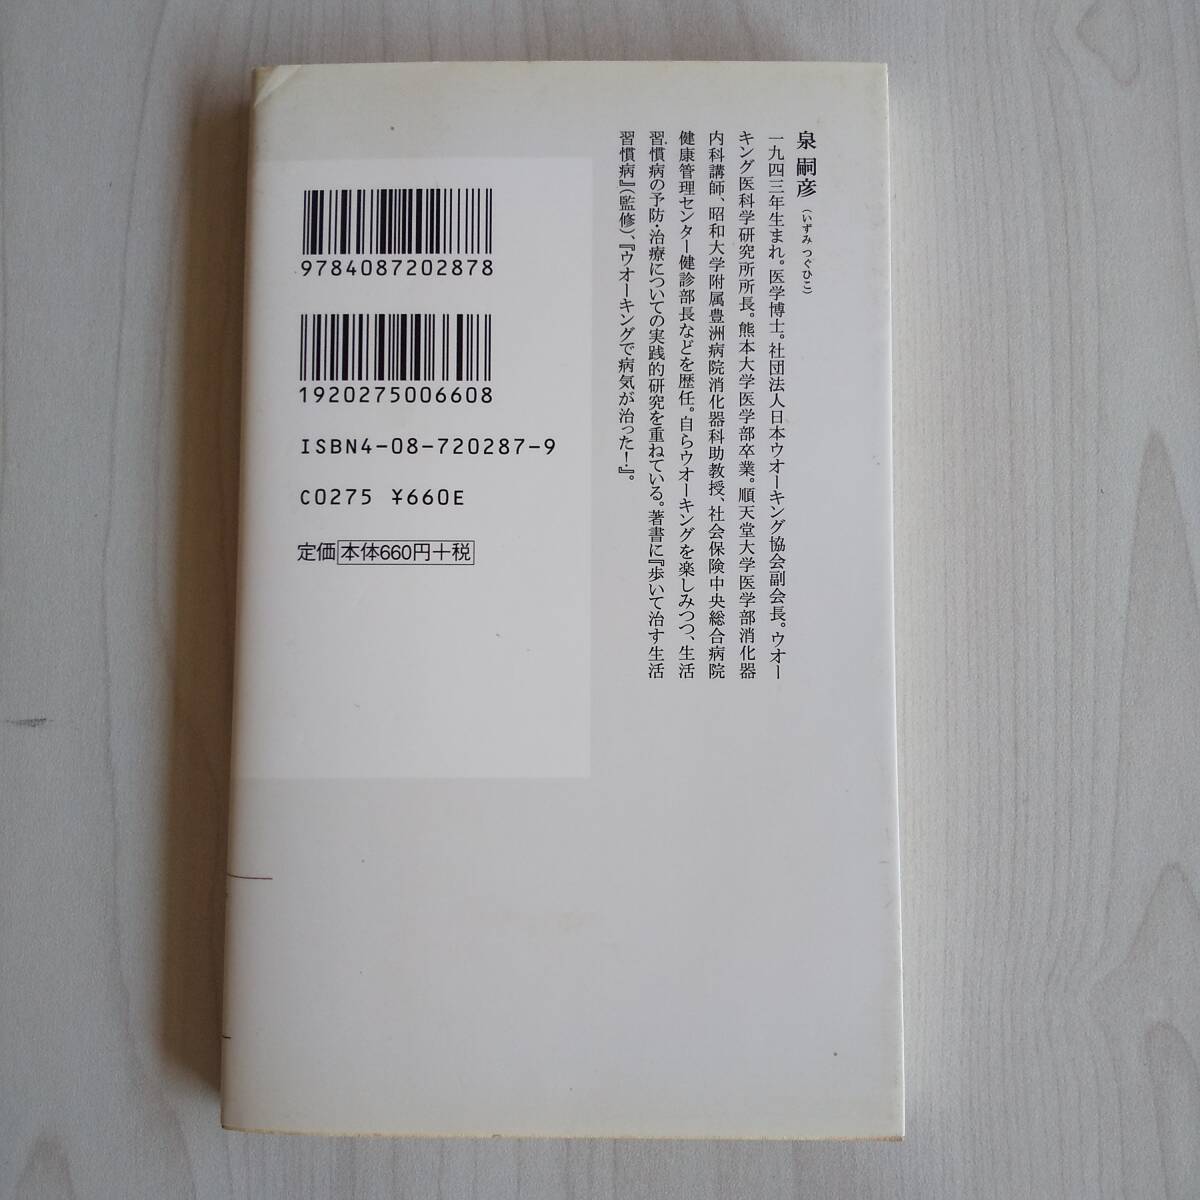 泉 嗣彦(いずみ つぐひこ)
一九四三年生まれ。医学博士。社団法人日本ウオーキング協会副会長。ウオー
キング医科学研究所所長。熊本大学医学部卒業。順天堂大学医学部消化器
内科講師、昭和大学附属豊洲病院消化器科助教授、社会保険中央総合病院
健康管理センター健診部長などを歴任。自らウオーキングを楽しみつつ、生活
習慣病の予防・治療についての実践的研究を重ねている。著書に『歩いて治す生活
習慣病』(監修)、『ウオーキングで病気が治った!』。
9784087202878
1920275006608
ISBN4-08-720287-9
C0275 ¥660E
定価 本体660円+税